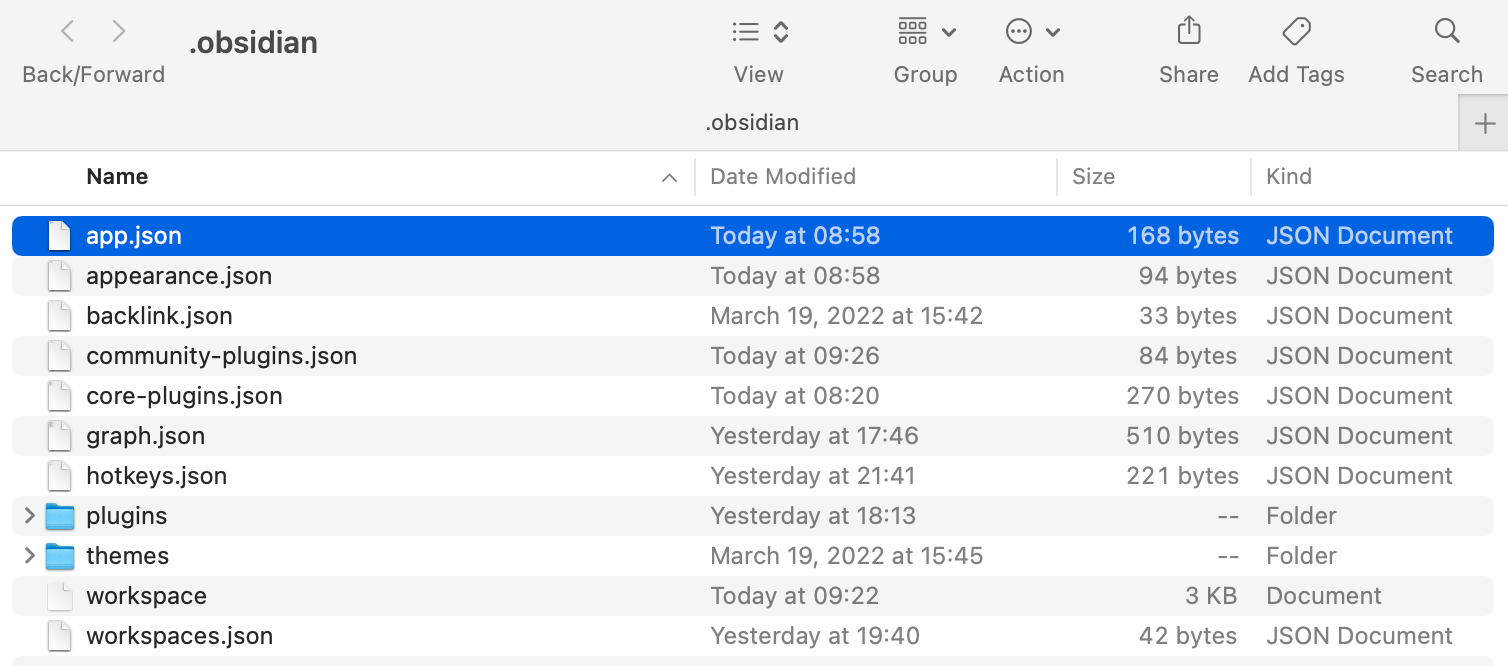 .obsidian
Back/Forward View Group Action Share Add Tags Search
.obsidian
Name Date Modified Size Kind
app.json Today at 08:58 168 bytes JSON Document
appearance.json Today at 08:58 94 bytes JSON Document
backlink.json March 19, 2022 at 15:42 33 bytes JSON Document
community-plugins.json Today at 09:26 84 bytes JSON Document
core-plugins.json Today at 08:20 270 bytes JSON Document
graph.json Yesterday at 17:46 510 bytes JSON Document
hotkeys.json Yesterday at 21:41 221 bytes JSON Document
plugins Yesterday at 18:13 -- Folder
themes March 19, 2022 at 15:45 -- Folder
workspace Today at 09:22 3 KB Document
workspaces.json Yesterday at 19:40 42 bytes JSON Document